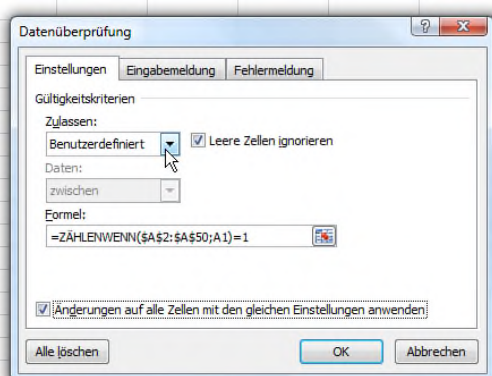 Datenüberprüfung
Einstellungen Eingabemeldung Fehlermeldung
Gültigkeitskriterien
Zulassen:
Benutzerdefiniert Leere Zellen ignorieren
Daten:
zwischen
Formel:
=ZÄHLENWENN($A$2:$A$50;A1)=1
Änderungen auf alle Zellen mit den gleichen Einstellungen anwenden
Alle löschen OK Abbrechen